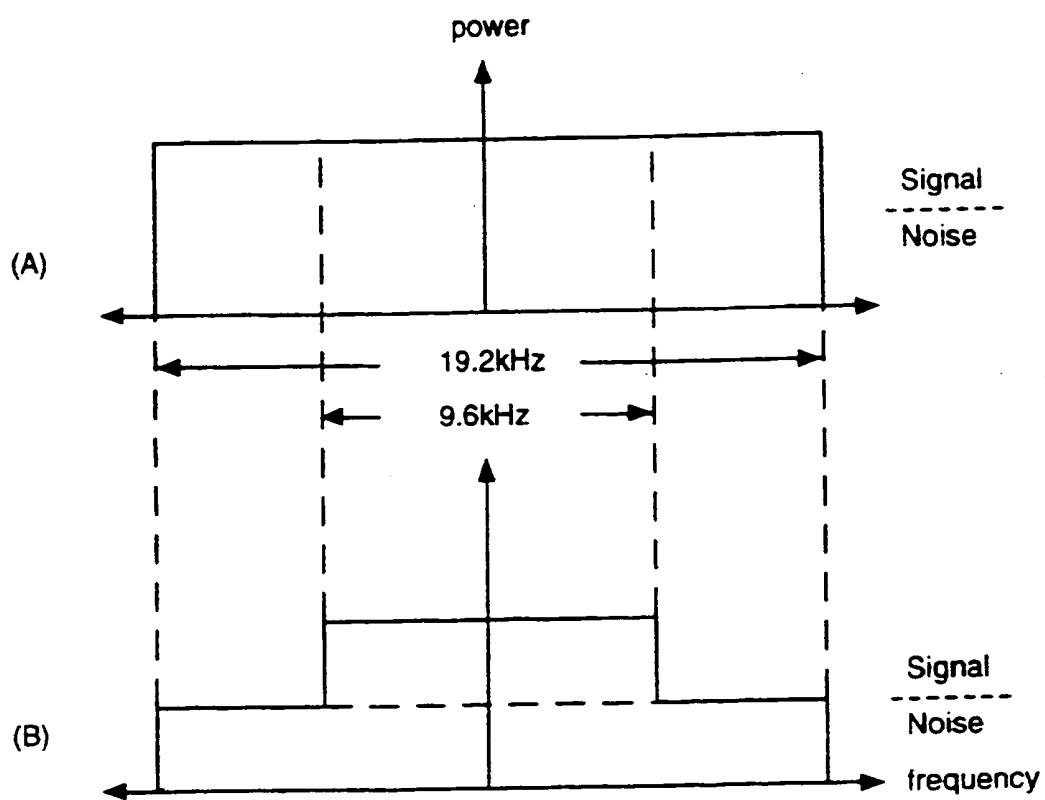 power
Signal
Noise
(A)
19.2kHz
9.6kHz
Signal
Noise
(B)
frequency